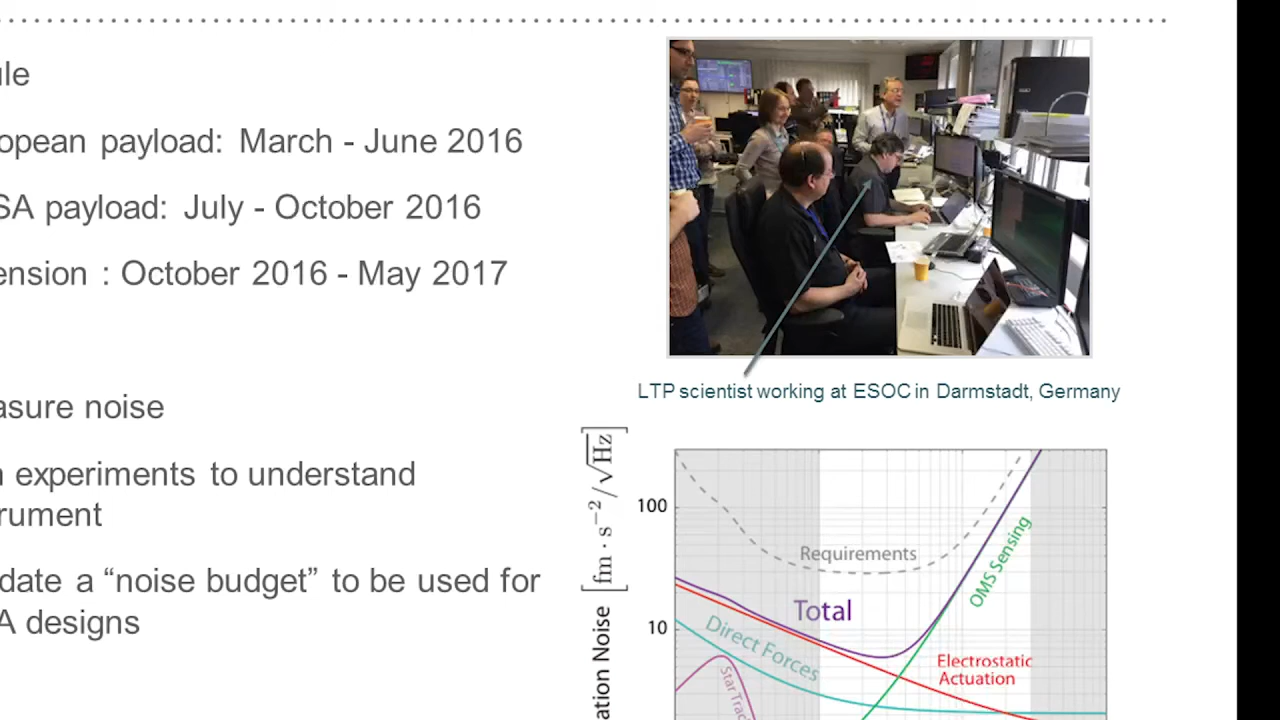 ule
opean payload: March - June 2016
SA payload: July - October 2016
ension : October 2016 - May 2017
asure noise
experiments to understand
rument
date a “noise budget” to be used for
A designs
LTP scientist working at ESOC in Darmstadt, Germany
ation Noise [fm · s⁻² / √Hz]
100
10
Requirements
Total
OMS Sensing
Direct Forces
Electrostatic
Actuation
Star Trac